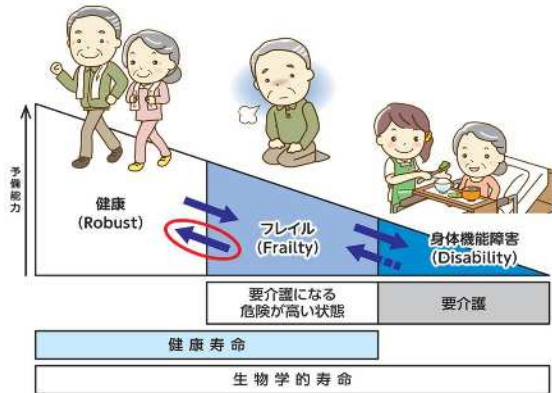 予備能力
健康
(Robust)
フレイル
(Frailty)
身体機能障害
(Disability)
要介護になる
危険が高い状態
要介護
健康寿命
生物学的寿命